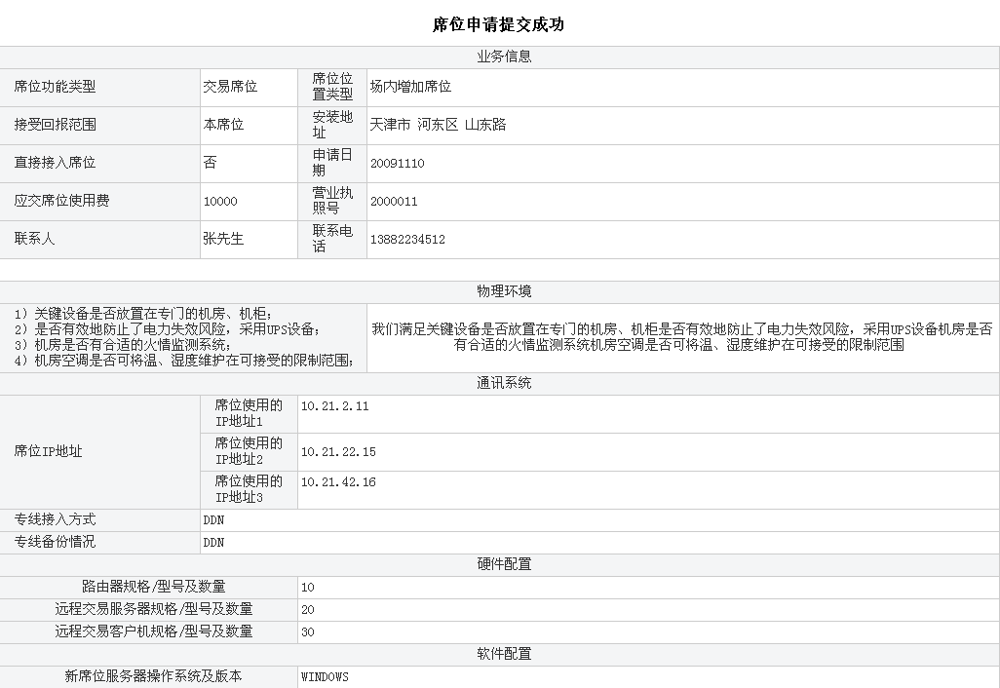 席位申请提交成功
业务信息
席位功能类型 交易席位 席位位置类型 场内增加席位
接受回报范围 本席位 安装地址 天津市 河东区 山东路
直接接入席位 否 申请日期 20091110
应交席位使用费 10000 营业执照号 2000011
联系人 张先生 联系电话 13882234512
物理环境
1）关键设备是否放置在专门的机房、机柜；
2）是否有效地防止了电力失效风险，采用UPS设备；
3）机房是否有合适的火情监测系统；
4）机房空调是否可将温、湿度维护在可接受的限制范围；
我们满足关键设备是否放置在专门的机房、机柜是否有效地防止了电力失效风险，采用UPS设备机房是否
有合适的火情监测系统机房空调是否可将温、湿度维护在可接受的限制范围
通讯系统
席位IP地址
席位使用的IP地址1 10.21.2.11
席位使用的IP地址2 10.21.22.15
席位使用的IP地址3 10.21.42.16
专线接入方式 DDN
专线备份情况 DDN
硬件配置
路由器规格/型号及数量 10
远程交易服务器规格/型号及数量 20
远程交易客户机规格/型号及数量 30
软件配置
新席位服务器操作系统及版本 WINDOWS